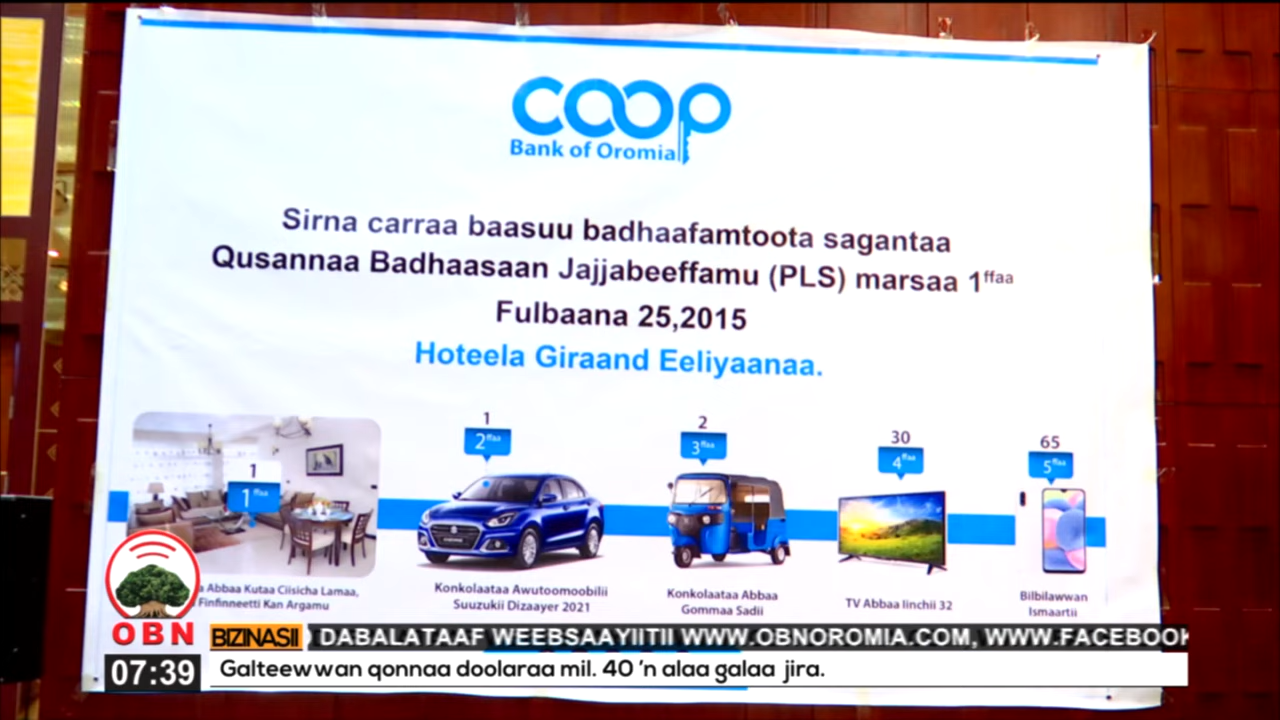 COOP
Bank of Oromia
Sirna carraa baasuu badhaafamtoota sagantaa
Qusannaa Badhaasaan Jajjabeeffamu (PLS) marsaa 1ffaa
Fulbaana 25,2015
Hoteela Giraand Eeliyaanaa.
1
1ffaa
Abbaa Kutaa Ciisicha Lamaa,
Finfinneetti Kan Argamu
1
2ffaa
Konkolaataa Awutoomoobilii
Suuzukii Dizaayer 2021
2
3ffaa
Konkolaataa Abbaa
Gommaa Sadii
30
4ffaa
TV Abbaa Iinchii 32
65
5ffaa
Bilbilawwan
Ismaartii
OBN
07:39
BIZINASII
DABALATAAF WEEBSAAYIITII WWW.OBNOROMIA.COM, WWW.FACEBOOK
Galteewwan qonnaa doolaraa mil. 40 'n alaa galaa jira.